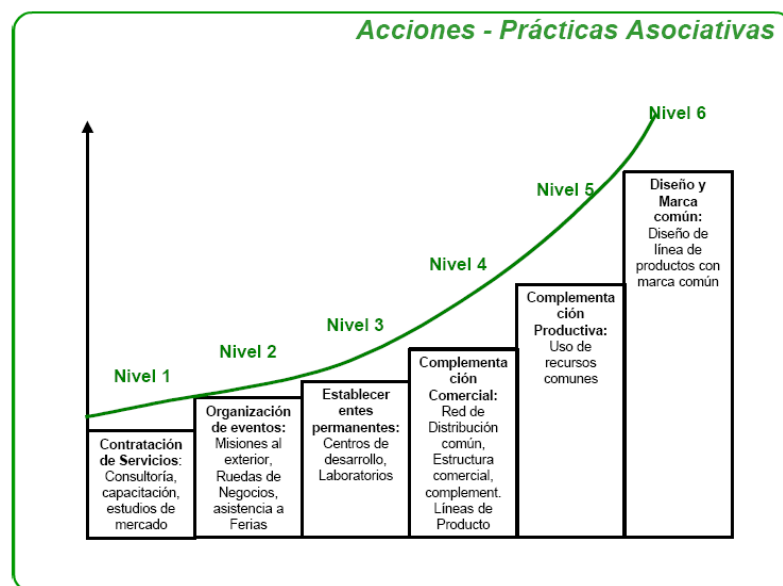 Acciones - Prácticas Asociativas
Nivel 1
Nivel 2
Nivel 3
Nivel 4
Nivel 5
Nivel 6
Contratación
de Servicios:
Consultoría,
capacitación,
estudios de
mercado
Organización
de eventos:
Misiones al
exterior,
Ruedas de
Negocios,
asistencia a
Ferias
Establecer
entes
permanentes:
Centros de
desarrollo,
Laboratorios
Complementa
ción
Comercial:
Red de
Distribución
común,
Estructura
comercial,
complement.
Líneas de
Producto
Complementa
ción
Productiva:
Uso de
recursos
comunes
Diseño y
Marca
común:
Diseño de
línea de
productos con
marca común